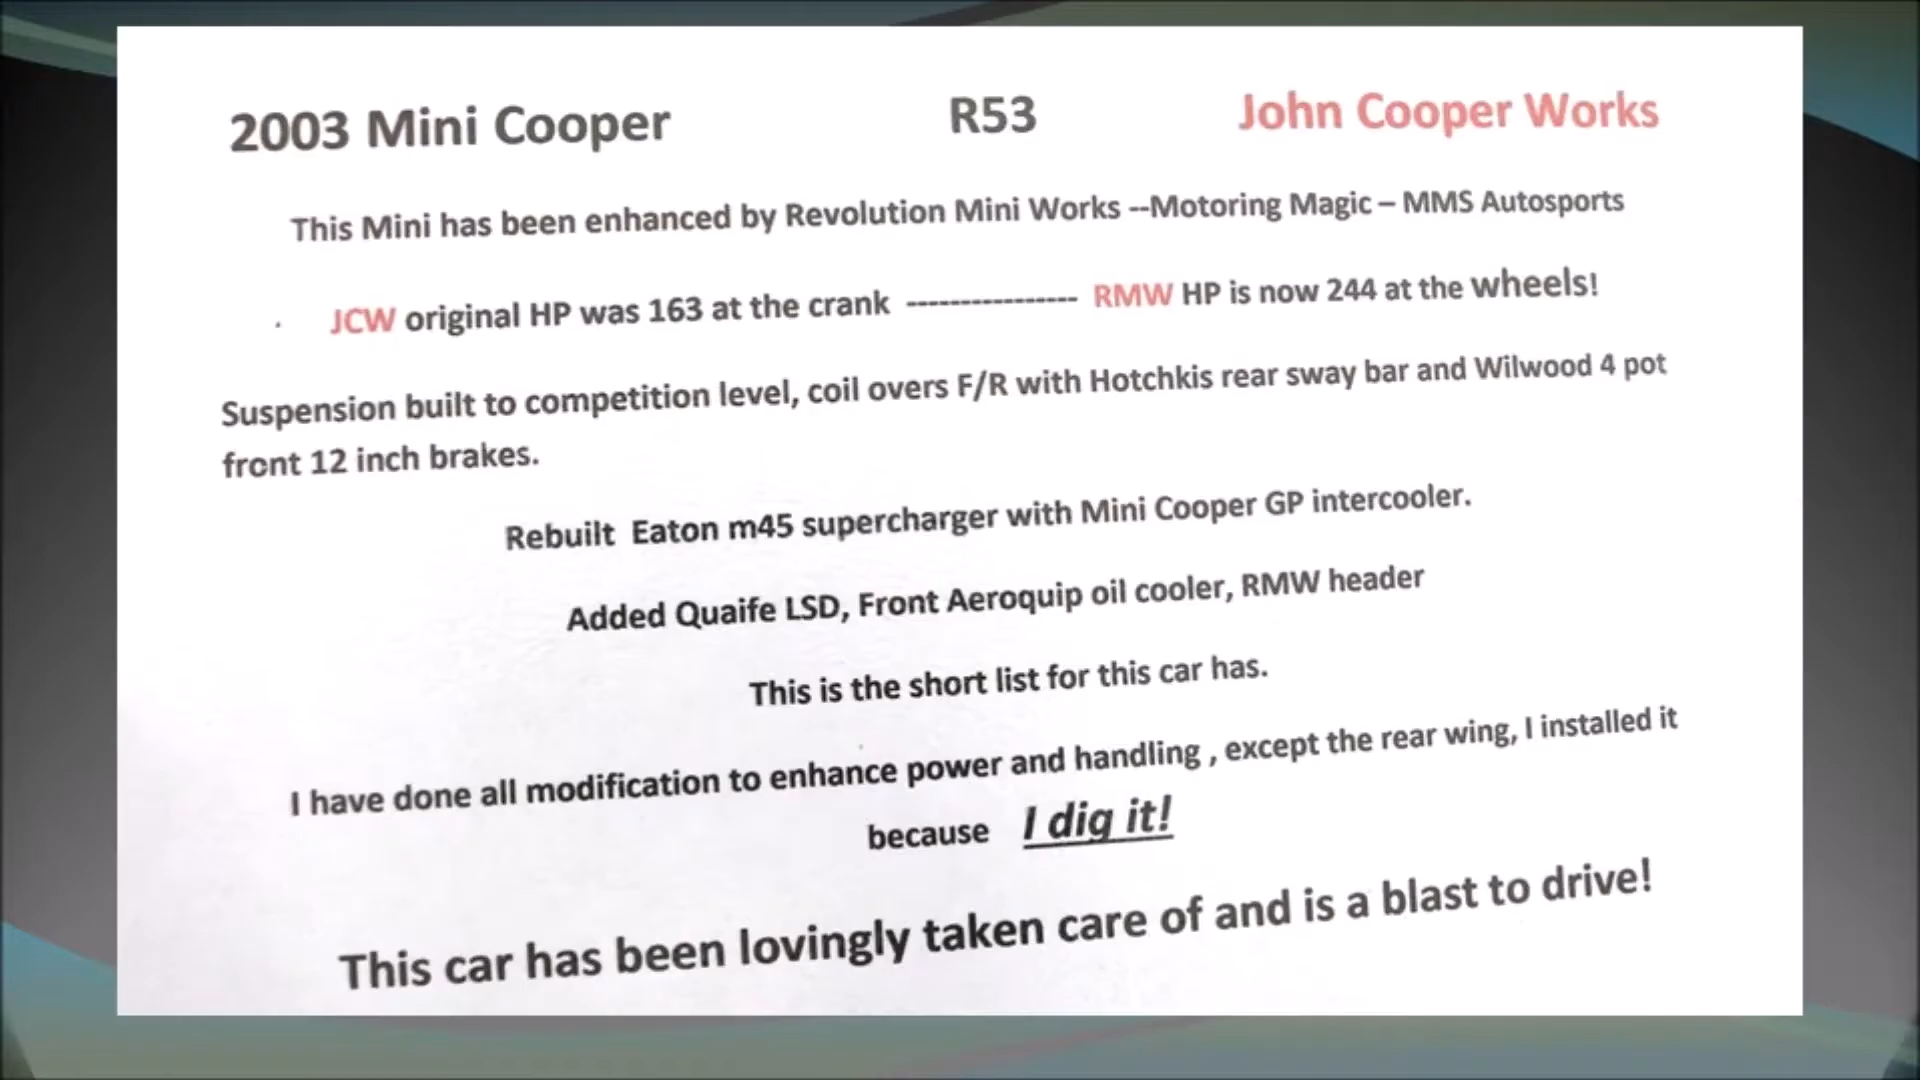 2003 Mini Cooper R53 John Cooper Works
This Mini has been enhanced by Revolution Mini Works --Motoring Magic – MMS Autosports
JCW original HP was 163 at the crank ---------------- RMW HP is now 244 at the wheels!
Suspension built to competition level, coil overs F/R with Hotchkis rear sway bar and Wilwood 4 pot
front 12 inch brakes.
Rebuilt Eaton m45 supercharger with Mini Cooper GP intercooler.
Added Quaife LSD, Front Aeroquip oil cooler, RMW header
This is the short list for this car has.
I have done all modification to enhance power and handling , except the rear wing, I installed it
because I dig it!
This car has been lovingly taken care of and is a blast to drive!